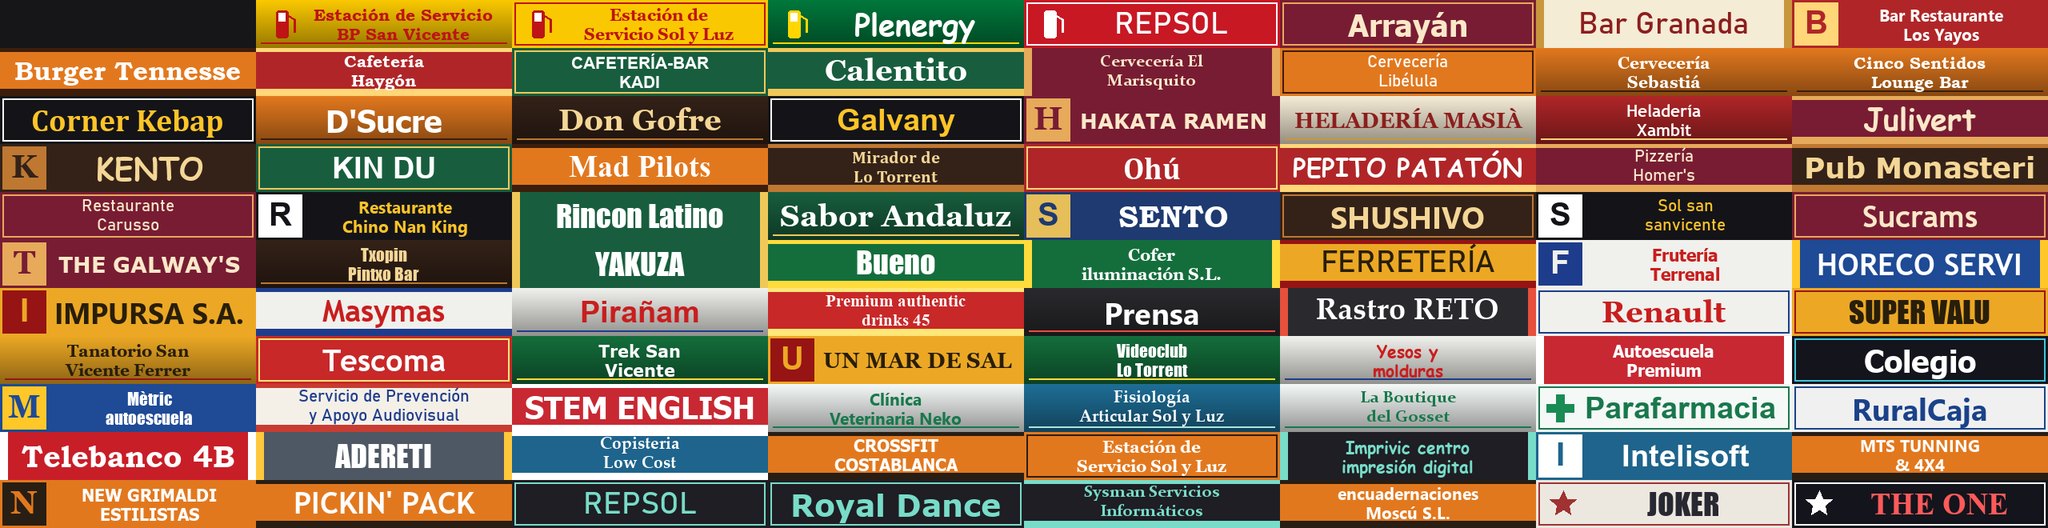 Estación de Servicio
BP San Vicente
Estación de
Servicio Sol y Luz
Plenergy
REPSOL
Arrayán
Bar Granada
B
Bar Restaurante
Los Yayos
Burger Tennesse
Cafetería
Haygón
CAFETERÍA-BAR
KADI
Calentito
Cervecería El
Marisquito
Cervecería
Libélula
Cervecería
Sebastiá
Cinco Sentidos
Lounge Bar
Corner Kebap
D'Sucre
Don Gofre
Galvany
H
HAKATA RAMEN
HELADERÍA MASIÀ
Heladería
Xambit
Julivert
K
KENTO
KIN DU
Mad Pilots
Mirador de
Lo Torrent
Ohú
PEPITO PATATÓN
Pizzería
Homer's
Pub Monasteri
Restaurante
Carusso
R
Restaurante
Chino Nan King
Rincon Latino
Sabor Andaluz
S
SENTO
SHUSHIVO
S
Sol san
sanvicente
Sucrams
T
THE GALWAY'S
Txopin
Pintxo Bar
YAKUZA
Bueno
Cofer
iluminación S.L.
FERRETERÍA
F
Frutería
Terrenal
HORECO SERVI
I
IMPURSA S.A.
Masymas
Pirañam
Premium authentic
drinks 45
Prensa
Rastro RETO
Renault
SUPER VALU
Tanatorio San
Vicente Ferrer
Tescoma
Trek San
Vicente
U
UN MAR DE SAL
Videoclub
Lo Torrent
Yesos y
molduras
Autoescuela
Premium
Colegio
M
Mètric
autoescuela
Servicio de Prevención
y Apoyo Audiovisual
STEM ENGLISH
Clínica
Veterinaria Neko
Fisiología
Articular Sol y Luz
La Boutique
del Gosset
Parafarmacia
RuralCaja
Telebanco 4B
ADERETI
Copisteria
Low Cost
CROSSFIT
COSTABLANCA
Estación de
Servicio Sol y Luz
Imprivic centro
impresión digital
I
Intelisoft
MTS TUNNING
& 4X4
N
NEW GRIMALDI
ESTILISTAS
PICKIN' PACK
REPSOL
Royal Dance
Sysman Servicios
Informáticos
encuadernaciones
Moscú S.L.
JOKER
THE ONE